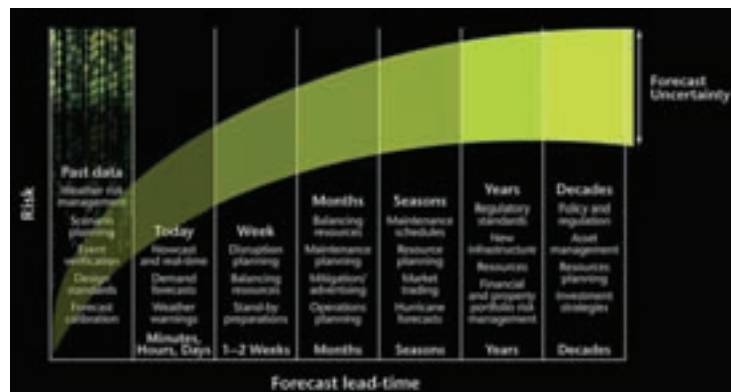 Forecast
Uncertainty
Risk
Past data
Weather risk
management
Scenario
planning
Event
verification
Design
standards
Forecast
calibration
Today
Nowcast
and real-time
Demand
forecasts
Weather
warnings
Minutes,
Hours, Days
Week
Disruption
planning
Balancing
resources
Stand-by
preparations
1–2 Weeks
Months
Balancing
resources
Maintenance
planning
Mitigation/
advertising
Operations
planning
Months
Seasons
Maintenance
schedules
Resource
planning
Market
trading
Hurricane
forecasts
Seasons
Years
Regulatory
standards
New
infrastructure
Resources
Financial
and property
portfolio risk
management
Years
Decades
Policy and
regulation
Asset
management
Resources
planning
Investment
strategies
Decades
Forecast lead-time